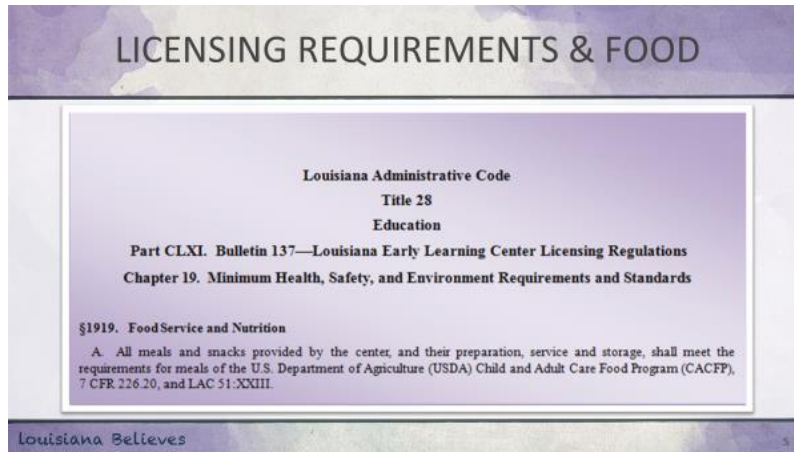 LICENSING REQUIREMENTS & FOOD
Louisiana Administrative Code
Title 28
Education
Part CLXI. Bulletin 137—Louisiana Early Learning Center Licensing Regulations
Chapter 19. Minimum Health, Safety, and Environment Requirements and Standards
§1919. Food Service and Nutrition
A. All meals and snacks provided by the center, and their preparation, service and storage, shall meet the
requirements for meals of the U.S. Department of Agriculture (USDA) Child and Adult Care Food Program (CACFP),
7 CFR 226.20, and LAC 51:XXIII.
Louisiana Believes
5